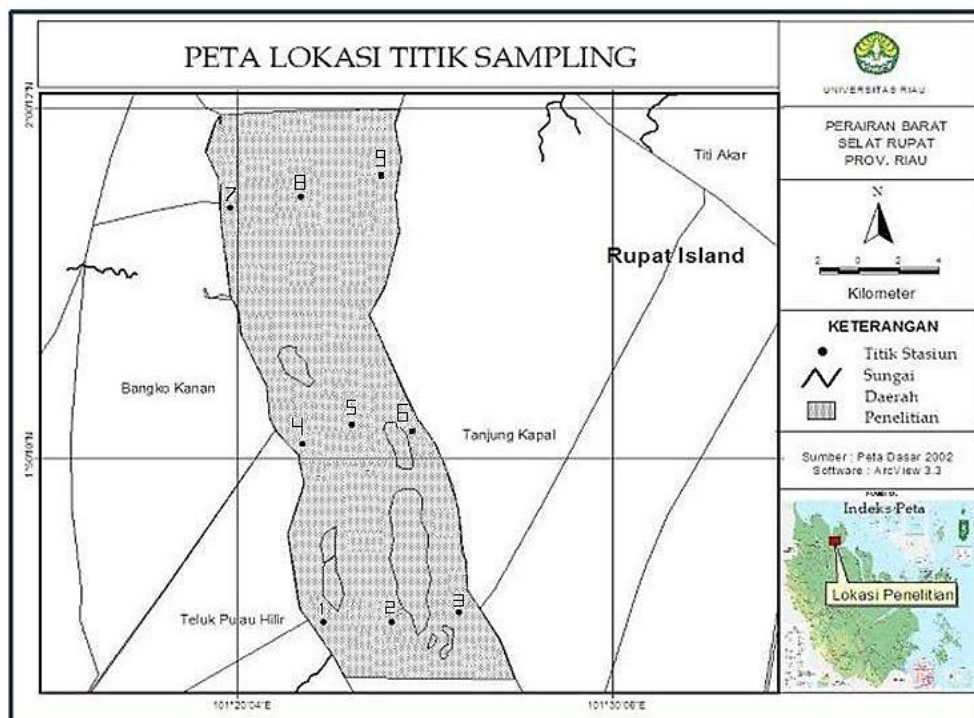 PETA LOKASI TITIK SAMPLING
UNIVERSITAS RIAU
PERAIRAN BARAT
SELAT RUPAT
PROV. RIAU
N
2 0 2 4
Kilometer
KETERANGAN
Titik Stasiun
Sungai
Daerah
Penelitian
Sumber : Peta Dasar 2002
Software : ArcView 3.3
Indeks Peta
Lokasi Penelitian
2°00'12"N
Titi Akar
9
8
7
Rupat Island
Bangko Kanan
5
6
4
Tanjung Kapal
Teluk Pulau Hilir
1
2
3
101°20'04"E
101°30'06"E